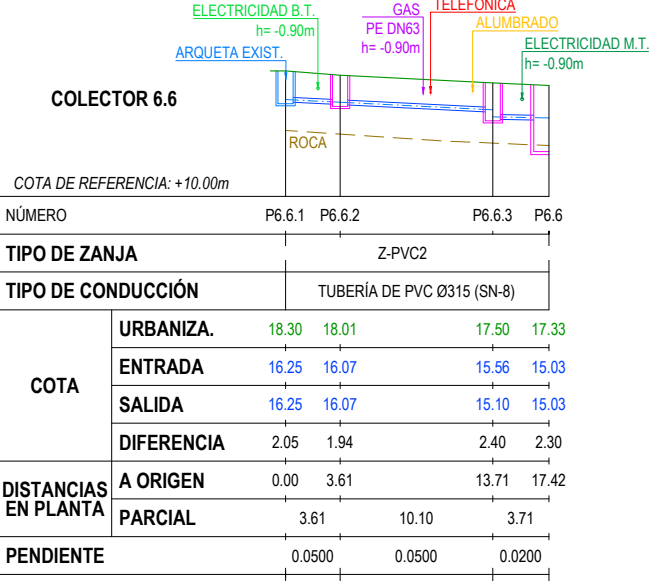 ELECTRICIDAD B.T.
h= -0.90m
GAS
PE DN63
h= -0.90m
TELEFÓNICA
ALUMBRADO
ELECTRICIDAD M.T.
h= -0.90m
ARQUETA EXIST.
COLECTOR 6.6
ROCA
COTA DE REFERENCIA: +10.00m
NÚMERO P6.6.1 P6.6.2 P6.6.3 P6.6
TIPO DE ZANJA Z-PVC2
TIPO DE CONDUCCIÓN TUBERÍA DE PVC Ø315 (SN-8)
COTA
URBANIZA. 18.30 18.01 17.50 17.33
ENTRADA 16.25 16.07 15.56 15.03
SALIDA 16.25 16.07 15.10 15.03
DIFERENCIA 2.05 1.94 2.40 2.30
DISTANCIAS
EN PLANTA
A ORIGEN 0.00 3.61 13.71 17.42
PARCIAL 3.61 10.10 3.71
PENDIENTE 0.0500 0.0500 0.0200